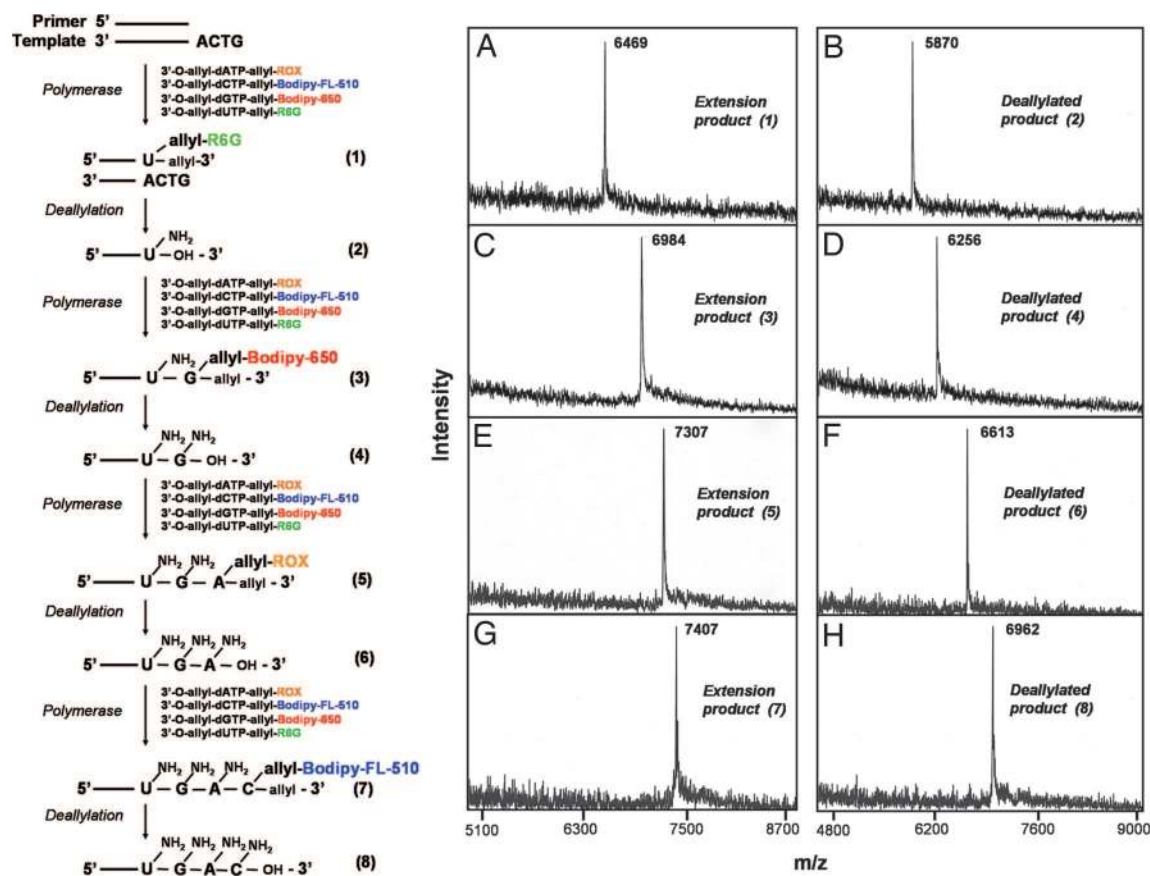 Primer 5'
Template 3' ACTG
Polymerase
3'-O-allyl-dATP-allyl-ROX
3'-O-allyl-dCTP-allyl-Bodipy-FL-510
3'-O-allyl-dGTP-allyl-Bodipy-650
3'-O-allyl-dUTP-allyl-R6G
allyl-R6G
5' U allyl-3' (1)
3' ACTG
Deallylation
NH2
5' U OH - 3' (2)
Polymerase
3'-O-allyl-dATP-allyl-ROX
3'-O-allyl-dCTP-allyl-Bodipy-FL-510
3'-O-allyl-dGTP-allyl-Bodipy-650
3'-O-allyl-dUTP-allyl-R6G
NH2 allyl-Bodipy-650
5' U G allyl - 3' (3)
Deallylation
NH2 NH2
5' U G OH - 3' (4)
Polymerase
3'-O-allyl-dATP-allyl-ROX
3'-O-allyl-dCTP-allyl-Bodipy-FL-510
3'-O-allyl-dGTP-allyl-Bodipy-650
3'-O-allyl-dUTP-allyl-R6G
NH2 NH2 allyl-ROX
5' U G A allyl - 3' (5)
Deallylation
NH2 NH2 NH2
5' U G A OH - 3' (6)
Polymerase
3'-O-allyl-dATP-allyl-ROX
3'-O-allyl-dCTP-allyl-Bodipy-FL-510
3'-O-allyl-dGTP-allyl-Bodipy-650
3'-O-allyl-dUTP-allyl-R6G
NH2 NH2 NH2 allyl-Bodipy-FL-510
5' U G A C allyl - 3' (7)
Deallylation
NH2 NH2 NH2 NH2
5' U G A C OH - 3' (8)
Intensity
A 6469
Extension
product (1)
B 5870
Deallylated
product (2)
C 6984
Extension
product (3)
D 6256
Deallylated
product (4)
E 7307
Extension
product (5)
F 6613
Deallylated
product (6)
G 7407
Extension
product (7)
H 6962
Deallylated
product (8)
5100 6300 7500 8700
4800 6200 7600 9000
m/z